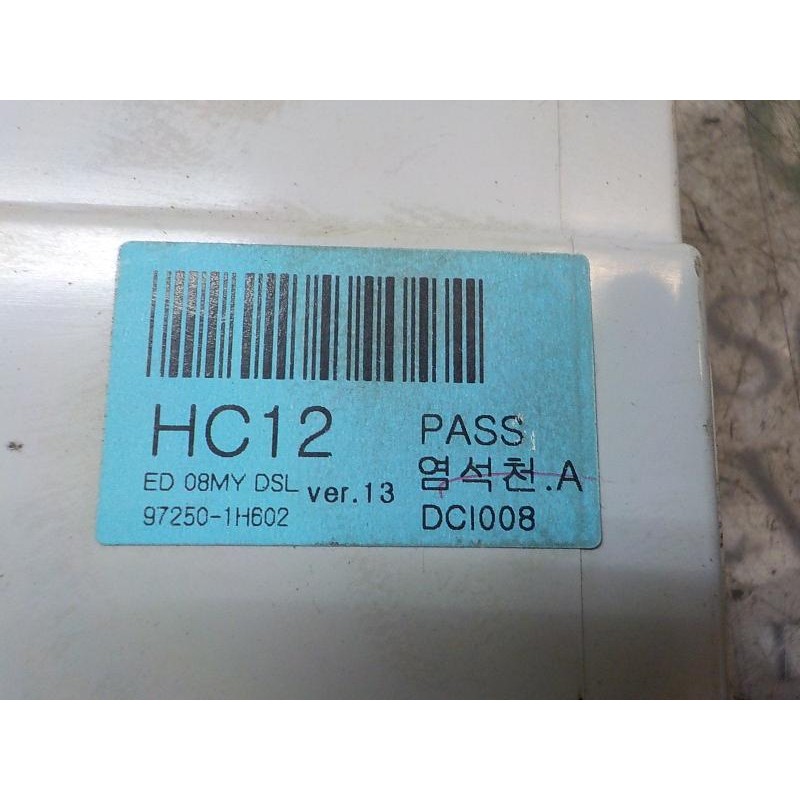 HC12
PASS
ED 08MY DSL ver.13
염석천.A
97250-1H602
DCI008